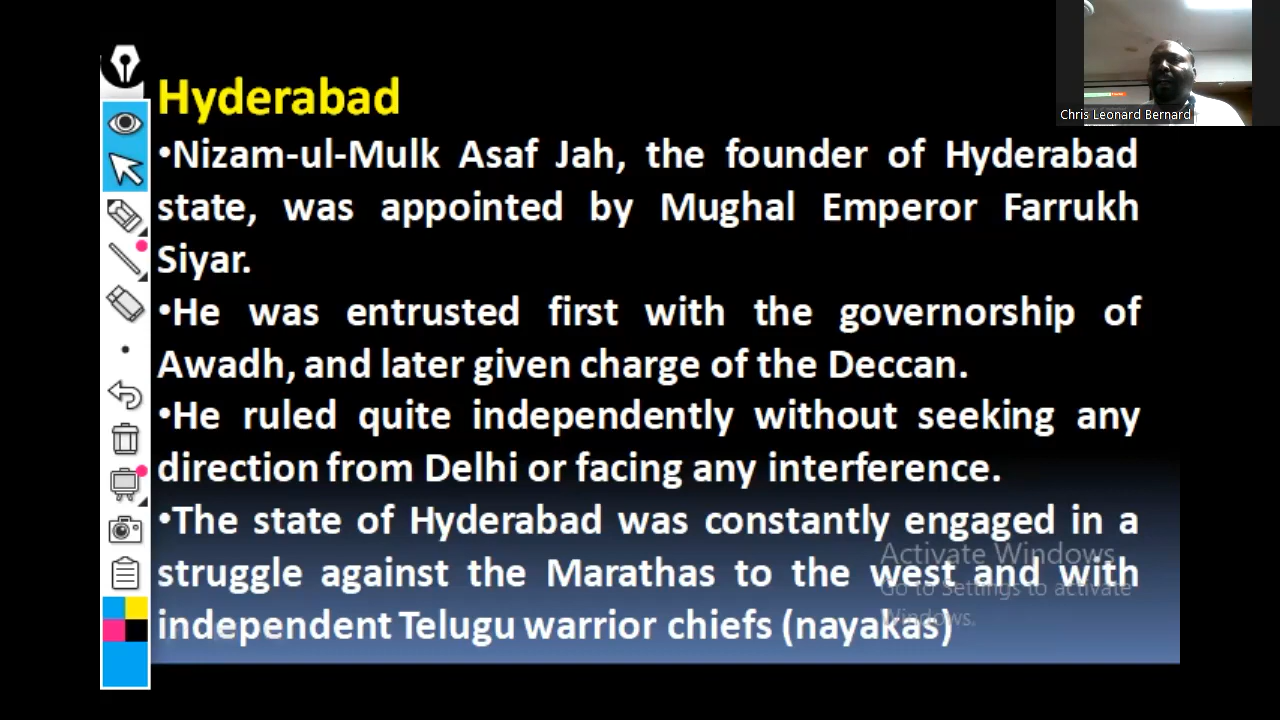 Hyderabad
•Nizam-ul-Mulk Asaf Jah, the founder of Hyderabad
state, was appointed by Mughal Emperor Farrukh
Siyar.
•He was entrusted first with the governorship of
Awadh, and later given charge of the Deccan.
•He ruled quite independently without seeking any
direction from Delhi or facing any interference.
•The state of Hyderabad was constantly engaged in a
struggle against the Marathas to the west and with
independent Telugu warrior chiefs (nayakas)
Chris Leonard Bernard
Activate Windows
Go to Settings to activate
Windows.